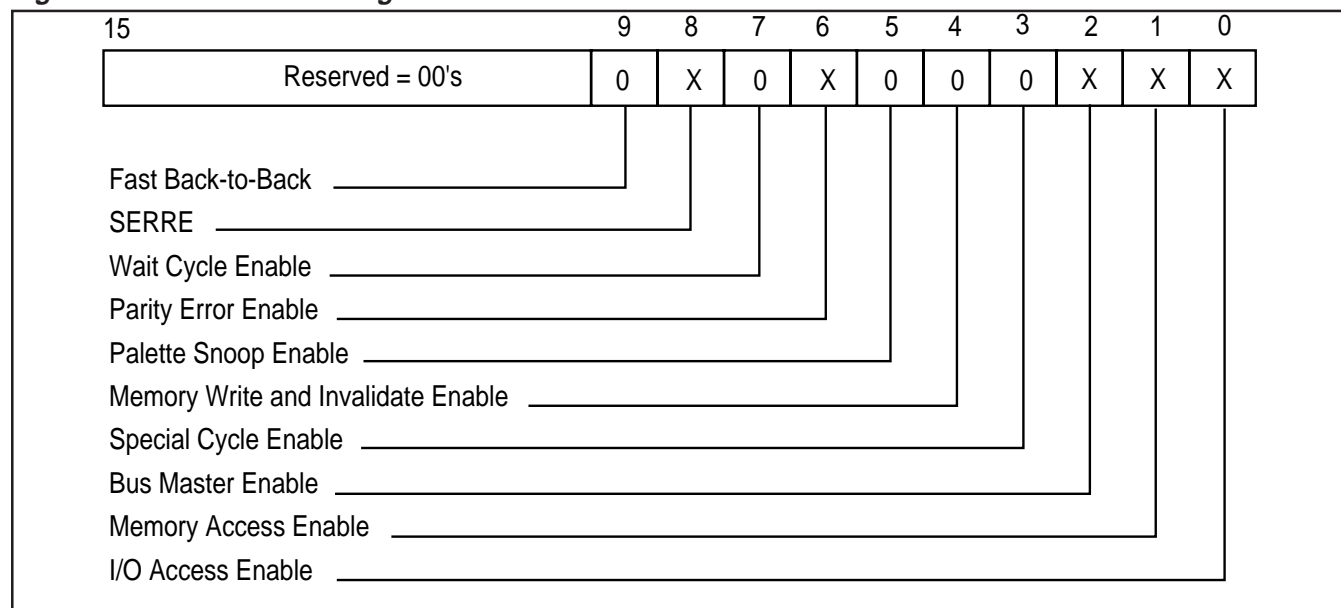 15 9 8 7 6 5 4 3 2 1 0
Reserved = 00's 0 X 0 X 0 0 0 X X X
Fast Back-to-Back
SERRE
Wait Cycle Enable
Parity Error Enable
Palette Snoop Enable
Memory Write and Invalidate Enable
Special Cycle Enable
Bus Master Enable
Memory Access Enable
I/O Access Enable